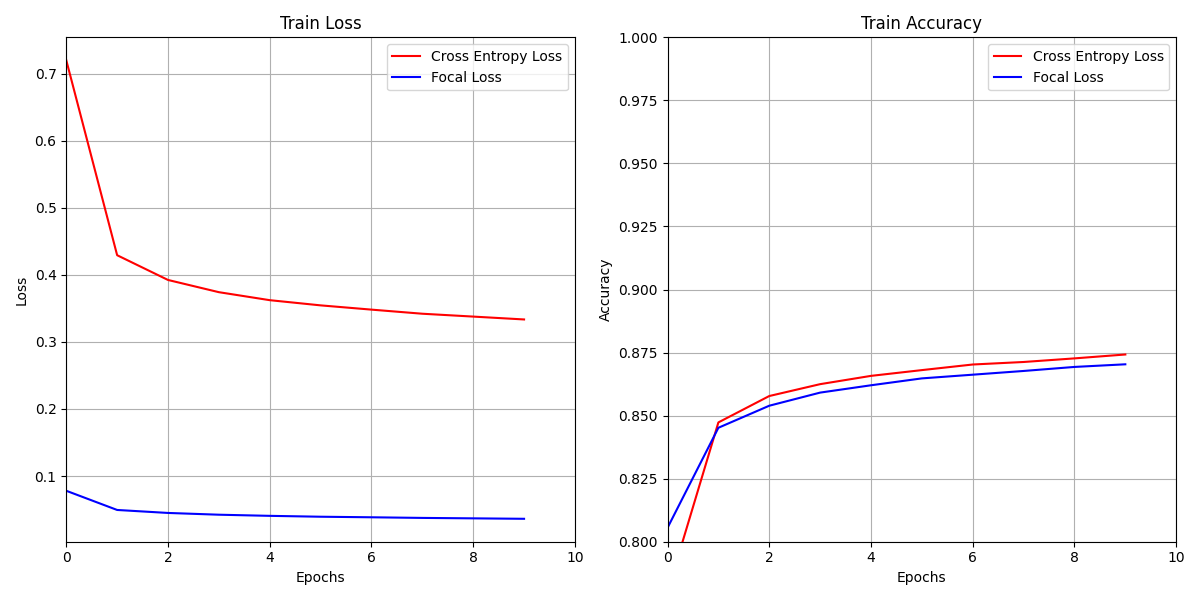 Train Loss
Cross Entropy Loss
Focal Loss
0.7
0.6
0.5
0.4
0.3
0.2
0.1
Loss
0 2 4 6 8 10
Epochs
Train Accuracy
Cross Entropy Loss
Focal Loss
1.000
0.975
0.950
0.925
0.900
0.875
0.850
0.825
0.800
Accuracy
0 2 4 6 8 10
Epochs